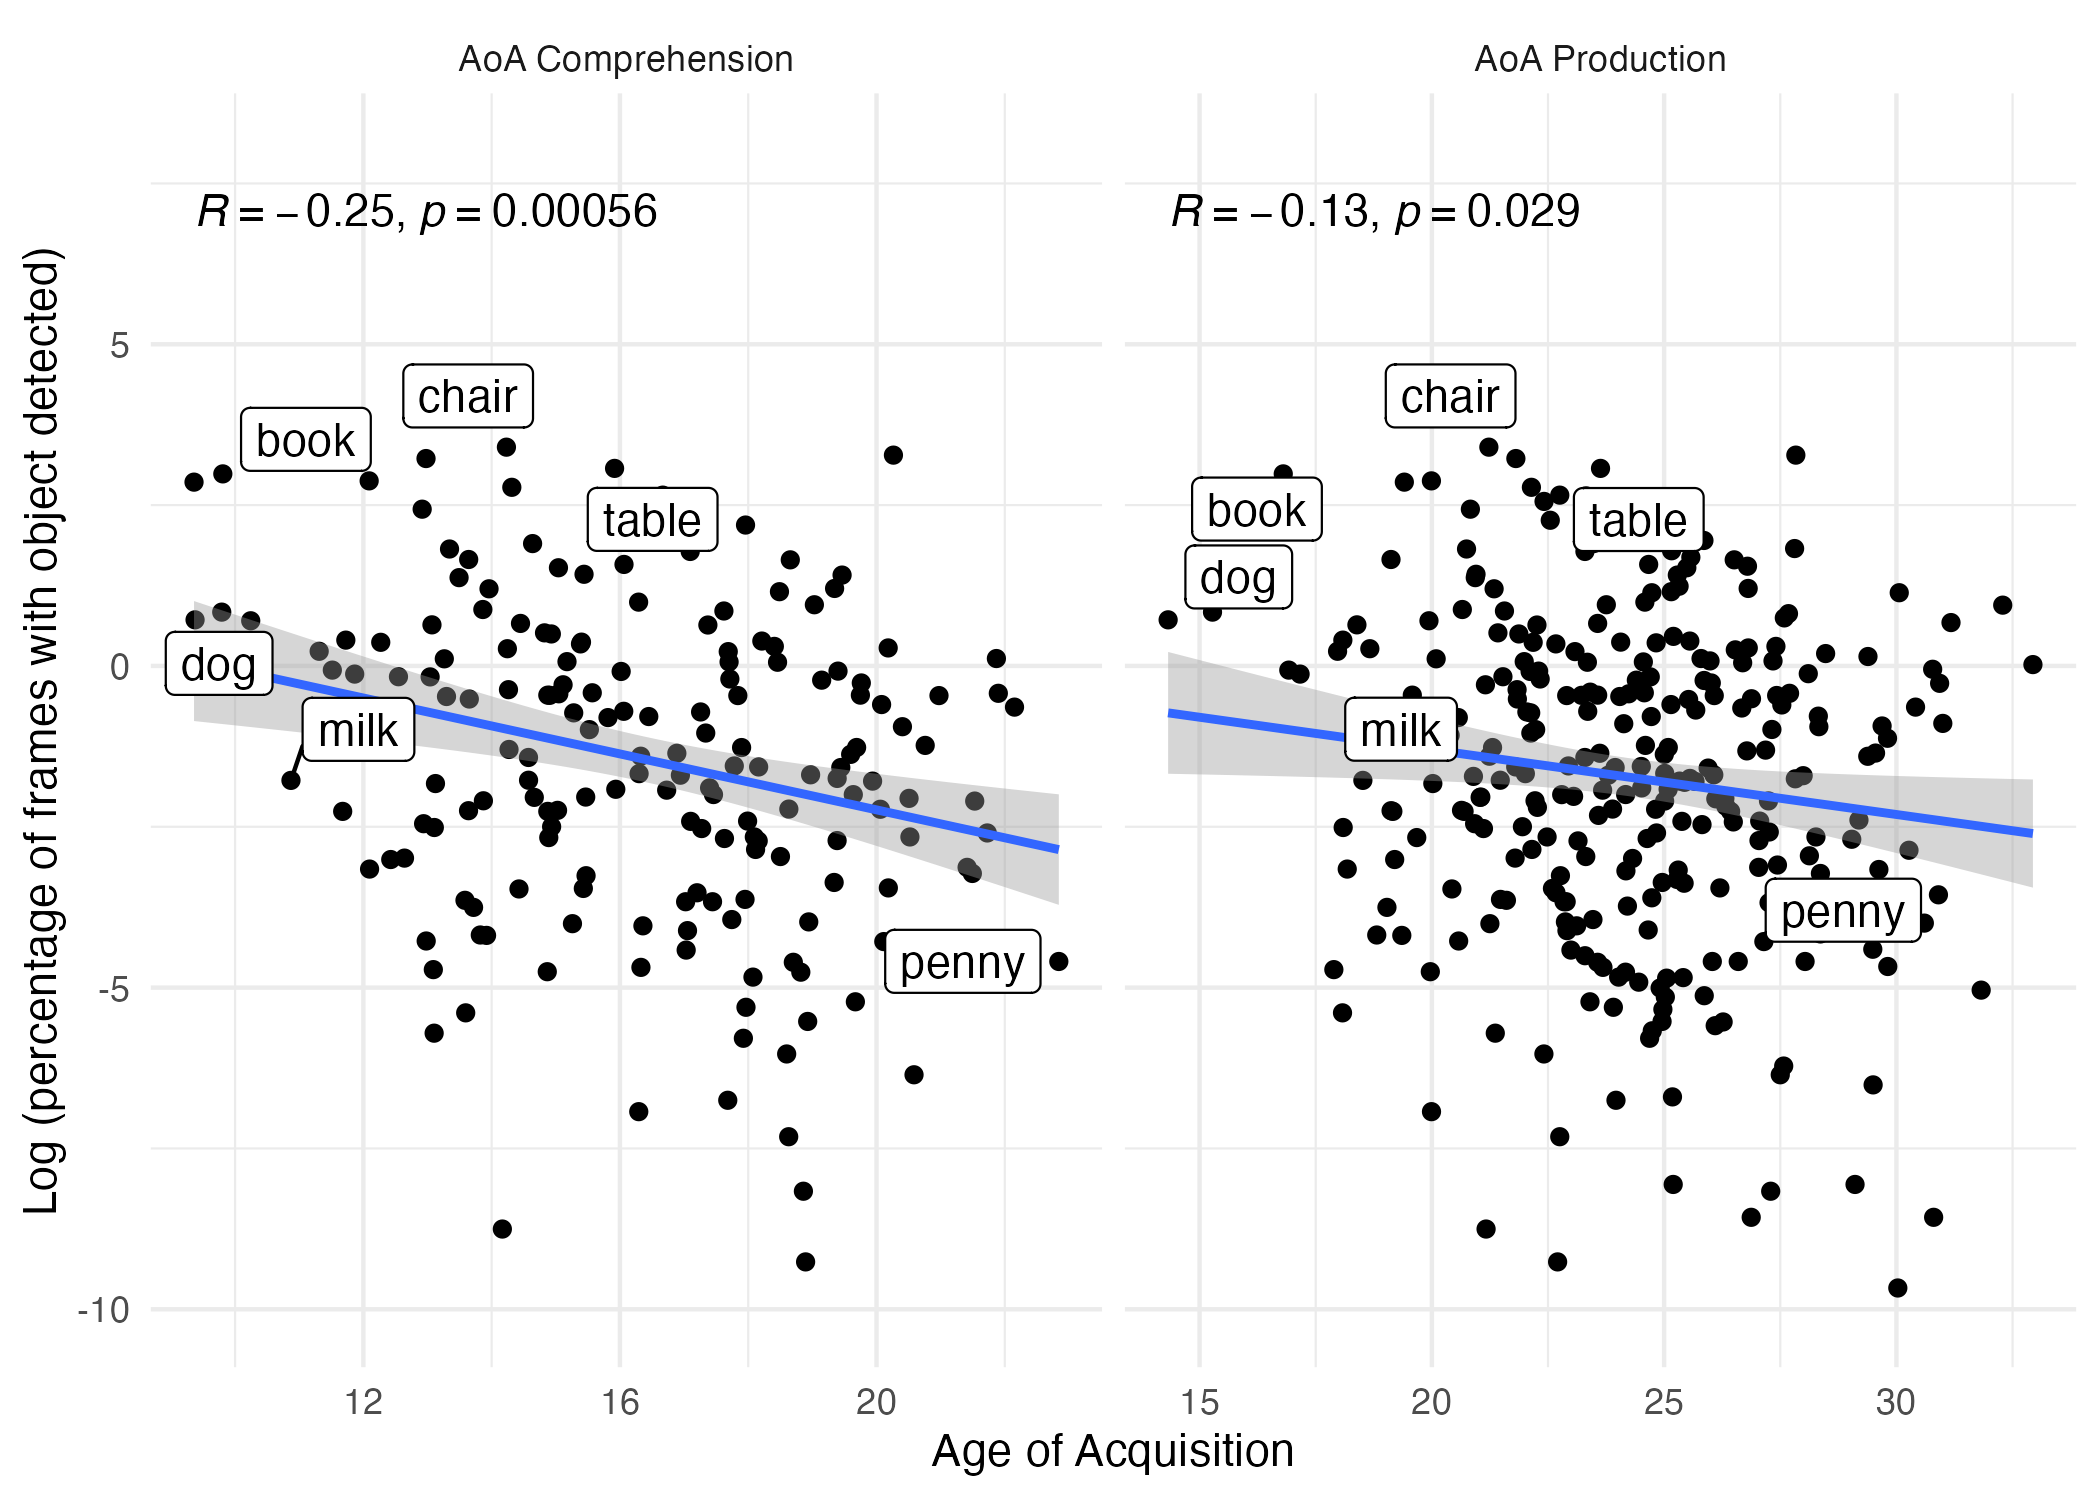 AoA Comprehension
AoA Production
R = −0.25, p = 0.00056
R = −0.13, p = 0.029
Log (percentage of frames with object detected)
5
0
-5
-10
chair
book
table
dog
milk
penny
chair
book
table
dog
milk
penny
12 16 20
15 20 25 30
Age of Acquisition